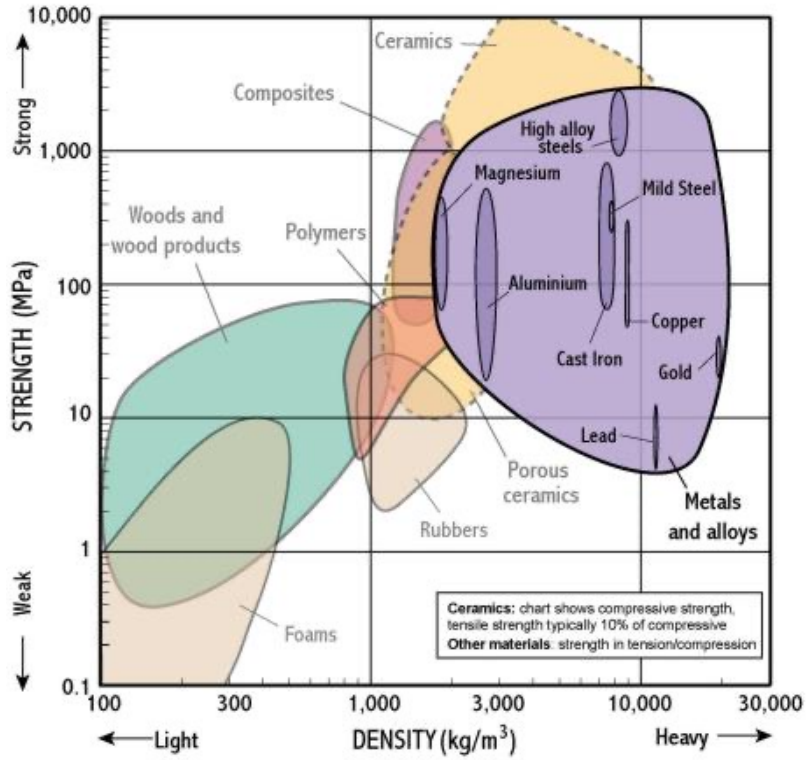 10,000
1,000
100
10
1
0.1
Strong
STRENGTH (MPa)
Weak
Ceramics
Composites
High alloy
steels
Magnesium
Mild Steel
Woods and
wood products
Polymers
Aluminium
Copper
Cast Iron
Gold
Lead
Porous
ceramics
Rubbers
Metals
and alloys
Foams
Ceramics: chart shows compressive strength,
tensile strength typically 10% of compressive
Other materials: strength in tension/compression
100
300
1,000
3,000
10,000
30,000
Light
DENSITY (kg/m³)
Heavy